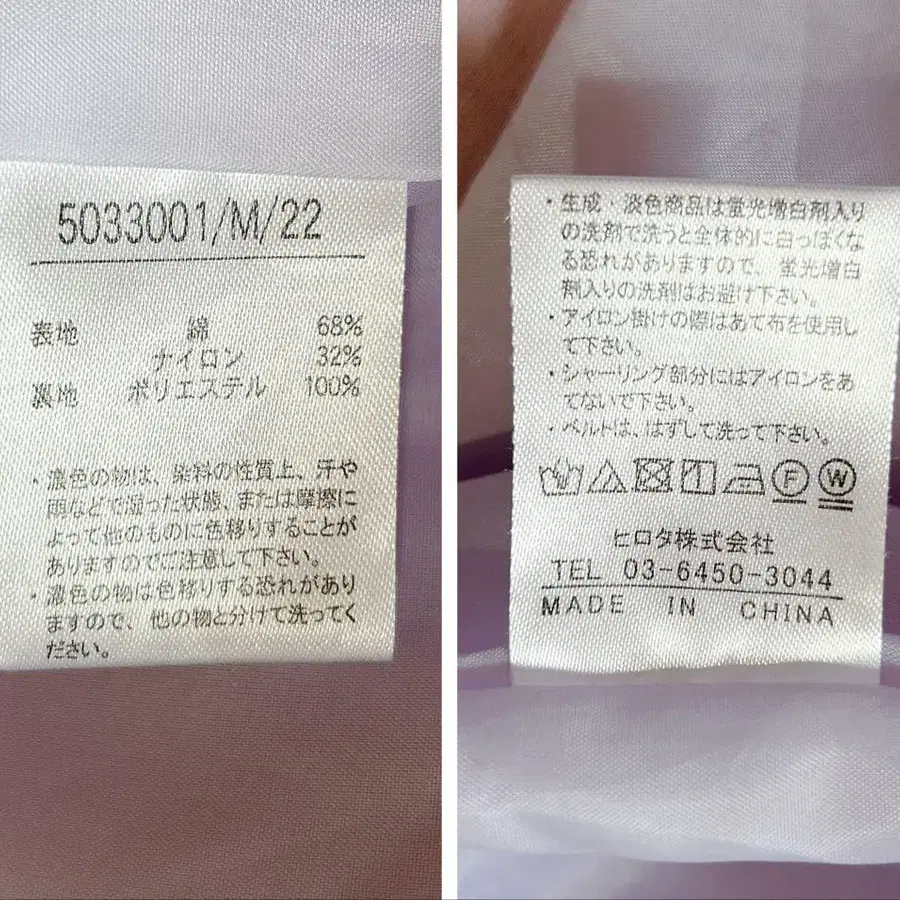 5033001/M/22
表地 綿 68%
ナイロン 32%
裏地 ポリエステル 100%
・濃色の物は、染料の性質上、汗や
雨などで湿った状態、または摩擦に
よって他のものに色移りすることが
ありますのでご注意して下さい。
・濃色の物は色移りする恐れがあり
ますので、他の物と分けて洗ってく
ださい。
・生成・淡色商品は蛍光増白剤入り
の洗剤で洗うと全体的に白っぽくな
る恐れがありますので、蛍光増白
剤入りの洗剤はお避け下さい。
・アイロン掛けの際はあて布を使用し
て下さい。
・シャーリング部分にはアイロンをあ
てないで下さい。
・ベルトは、はずして洗って下さい。
F W
ヒロタ株式会社
TEL 03-6450-3044
MADE IN CHINA